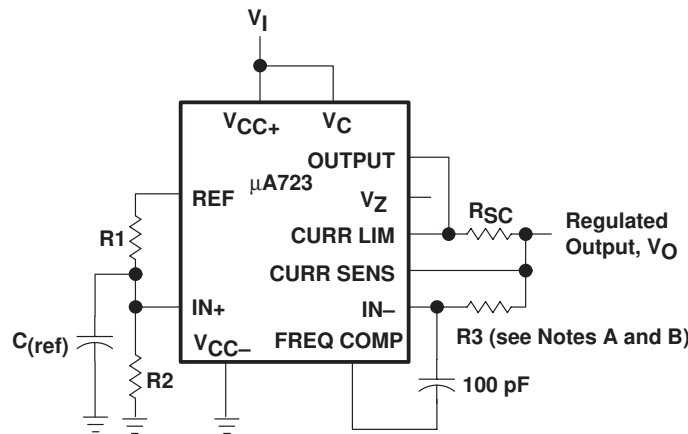 VI
VCC+
VC
OUTPUT
μA723
REF
VZ
RSC
Regulated
Output, VO
R1
CURR LIM
CURR SENS
IN+
IN–
C(ref)
R2
VCC–
FREQ COMP
R3 (see Notes A and B)
100 pF